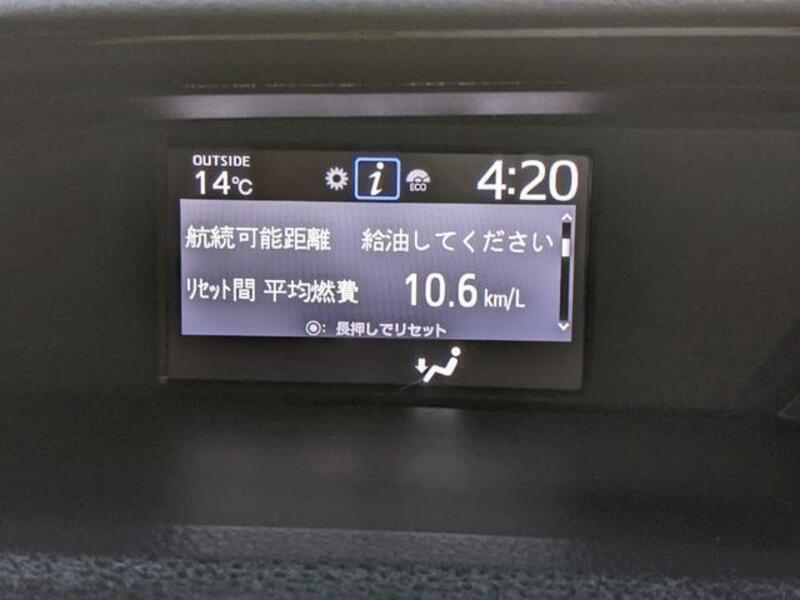 OUTSIDE
14℃
i
ECO
4:20
航続可能距離 給油してください
ﾘｾｯﾄ間 平均燃費 10.6 km/L
◉: 長押しでリセット